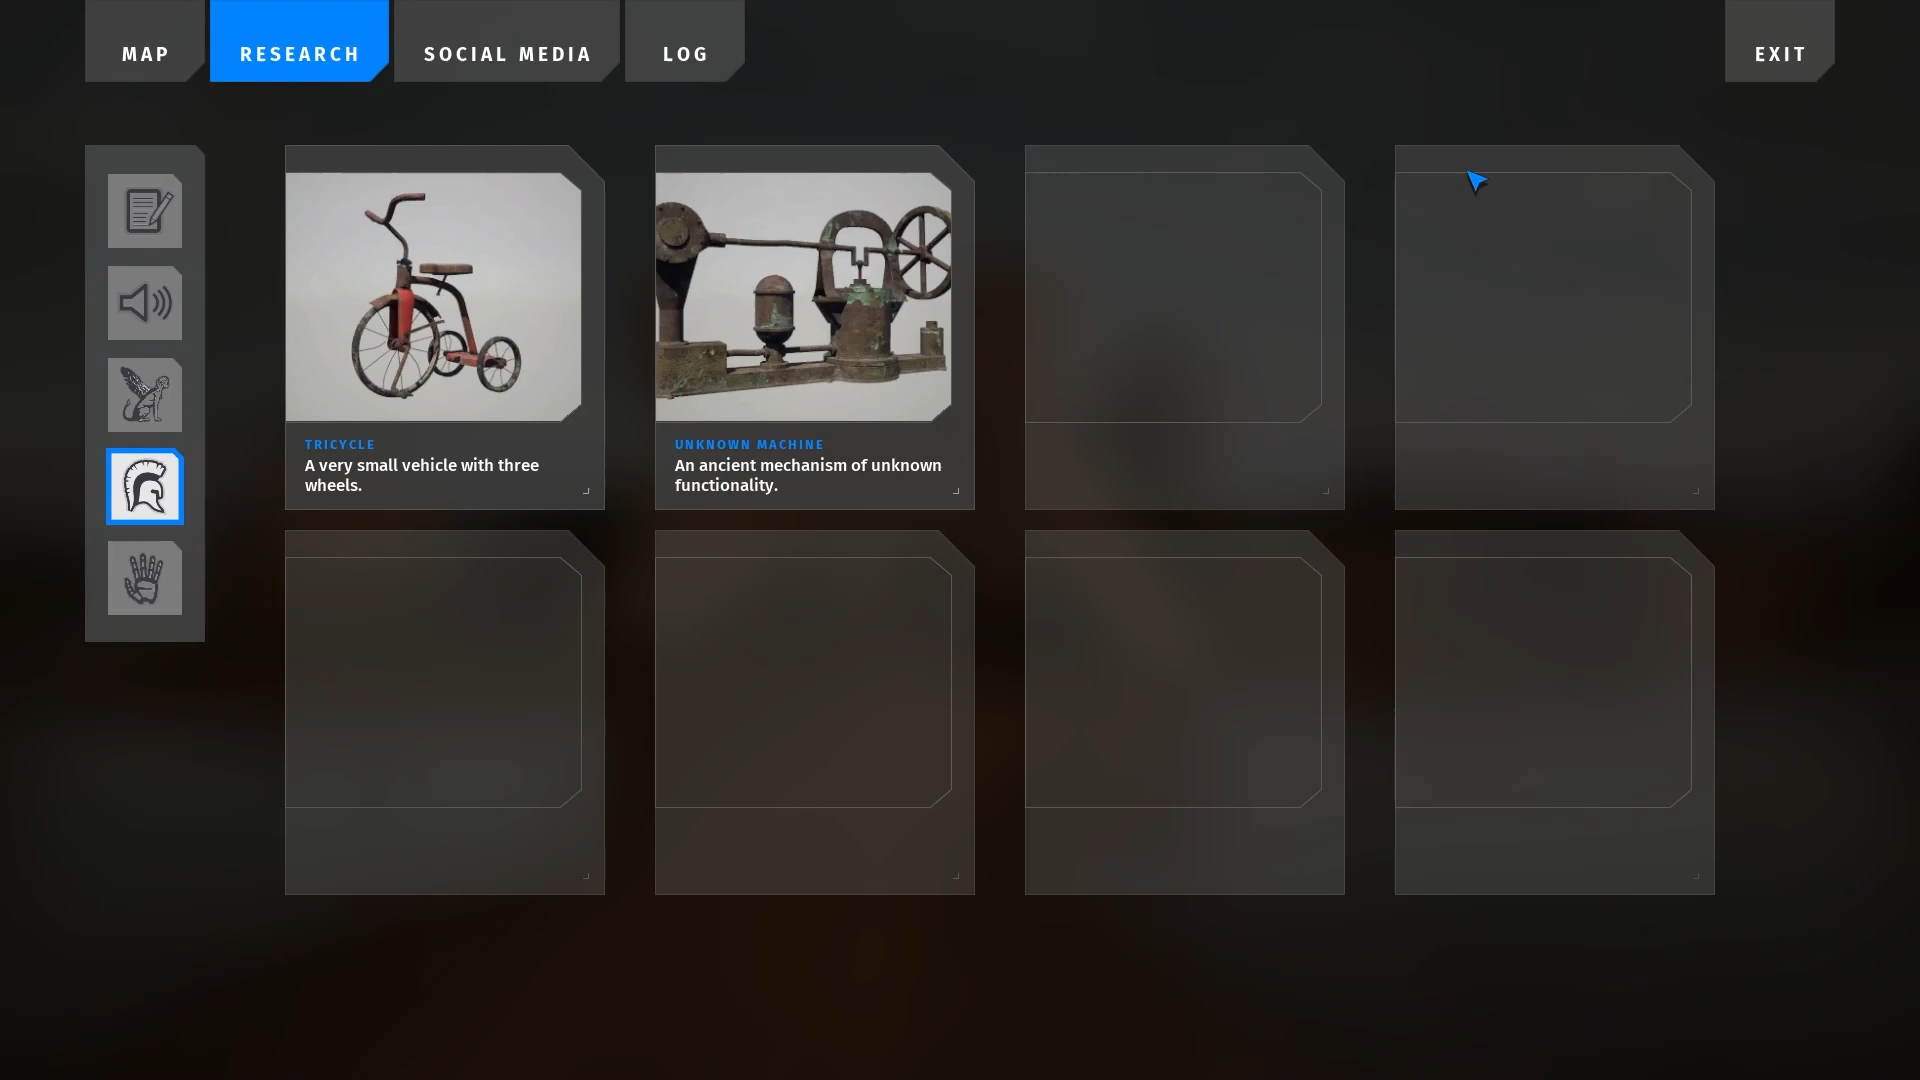 MAP
RESEARCH
SOCIAL MEDIA
LOG
EXIT
TRICYCLE
A very small vehicle with three
wheels.
UNKNOWN MACHINE
An ancient mechanism of unknown
functionality.